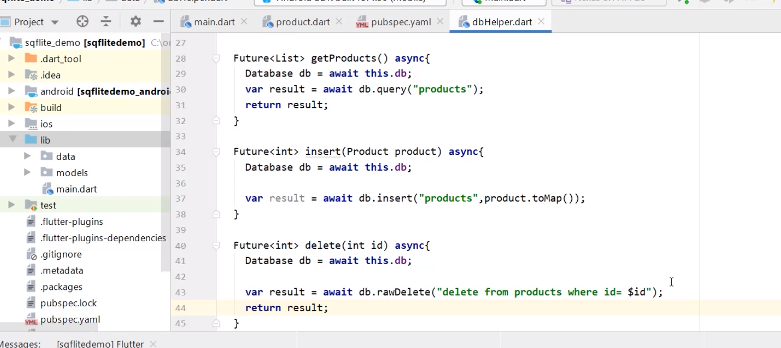 Project
main.dart
product.dart
pubspec.yaml
dbHelper.dart
sqflite_demo [sqflitedemo]
.dart_tool
.idea
android [sqflitedemo_androi
build
ios
lib
data
models
main.dart
test
.flutter-plugins
.flutter-plugins-dependencies
.gitignore
.metadata
.packages
pubspec.lock
pubspec.yaml
27
28 Future<List> getProducts() async{
29 Database db = await this.db;
30 var result = await db.query("products");
31 return result;
32 }
33
34 Future<int> insert(Product product) async{
35 Database db = await this.db;
36
37 var result = await db.insert("products",product.toMap());
38 }
39
40 Future<int> delete(int id) async{
41 Database db = await this.db;
42
43 var result = await db.rawDelete("delete from products where id= $id");
44 return result;
45 }
Messages: [sqflitedemo] Flutter